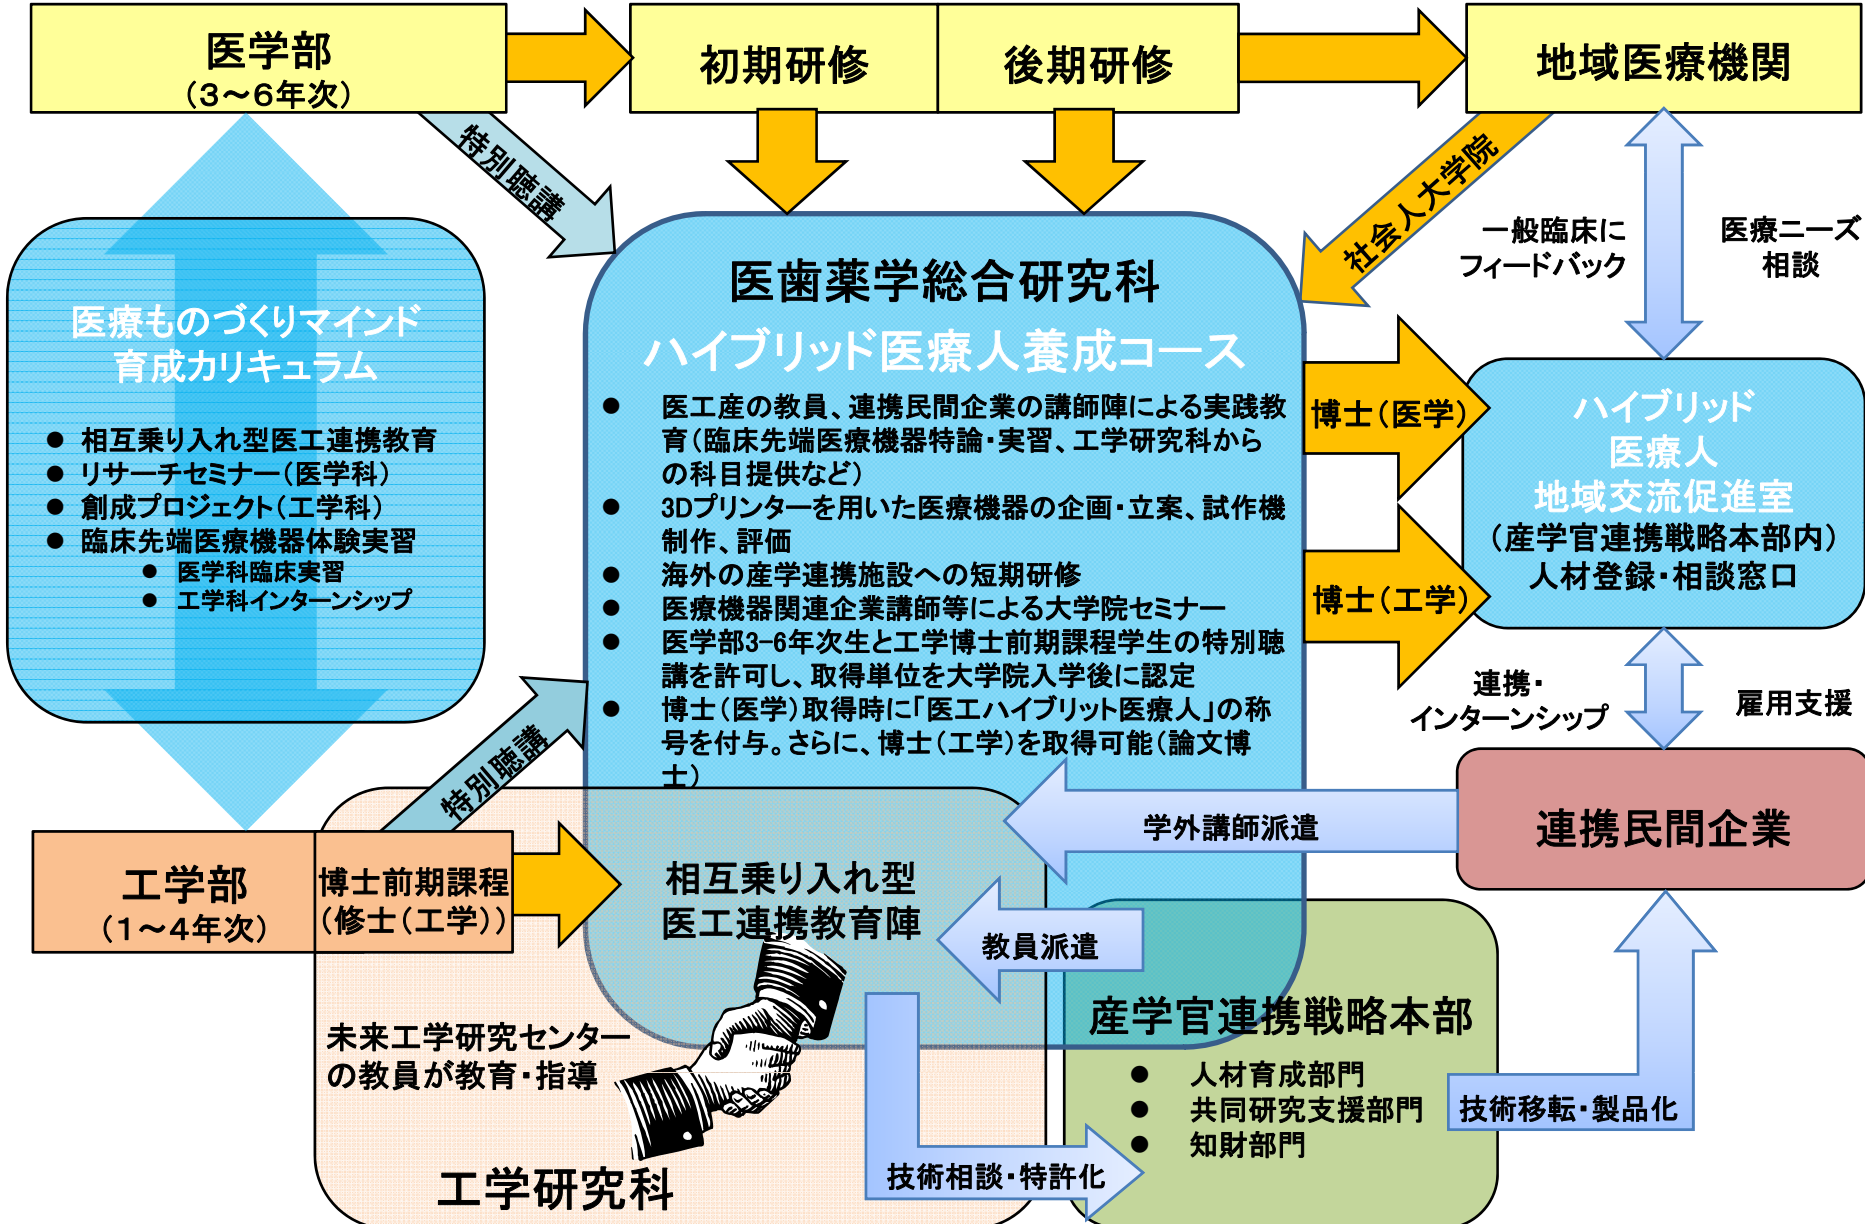 医学部
（3～6年次）
初期研修
後期研修
地域医療機関
特別聴講
社会人大学院
一般臨床に
フィードバック
医療ニーズ
相談
医療ものづくりマインド
育成カリキュラム
● 相互乗り入れ型医工連携教育
● リサーチセミナー（医学科）
● 創成プロジェクト（工学科）
● 臨床先端医療機器体験実習
● 医学科臨床実習
● 工学科インターンシップ
医歯薬学総合研究科
ハイブリッド医療人養成コース
● 医工産の教員、連携民間企業の講師陣による実践教
育（臨床先端医療機器特論・実習、工学研究科から
の科目提供など）
● 3Dプリンターを用いた医療機器の企画・立案、試作機
制作、評価
● 海外の産学連携施設への短期研修
● 医療機器関連企業講師等による大学院セミナー
● 医学部3-6年次生と工学博士前期課程学生の特別聴
講を許可し、取得単位を大学院入学後に認定
● 博士（医学）取得時に「医工ハイブリット医療人」の称
号を付与。さらに、博士（工学）を取得可能（論文博
士）
博士（医学）
博士（工学）
ハイブリッド
医療人
地域交流促進室
（産学官連携戦略本部内）
人材登録・相談窓口
連携・
インターンシップ
雇用支援
特別聴講
工学部
（1～4年次）
博士前期課程
（修士（工学））
相互乗り入れ型
医工連携教育陣
学外講師派遣
連携民間企業
教員派遣
未来工学研究センター
の教員が教育・指導
工学研究科
技術相談・特許化
産学官連携戦略本部
● 人材育成部門
● 共同研究支援部門
● 知財部門
技術移転・製品化